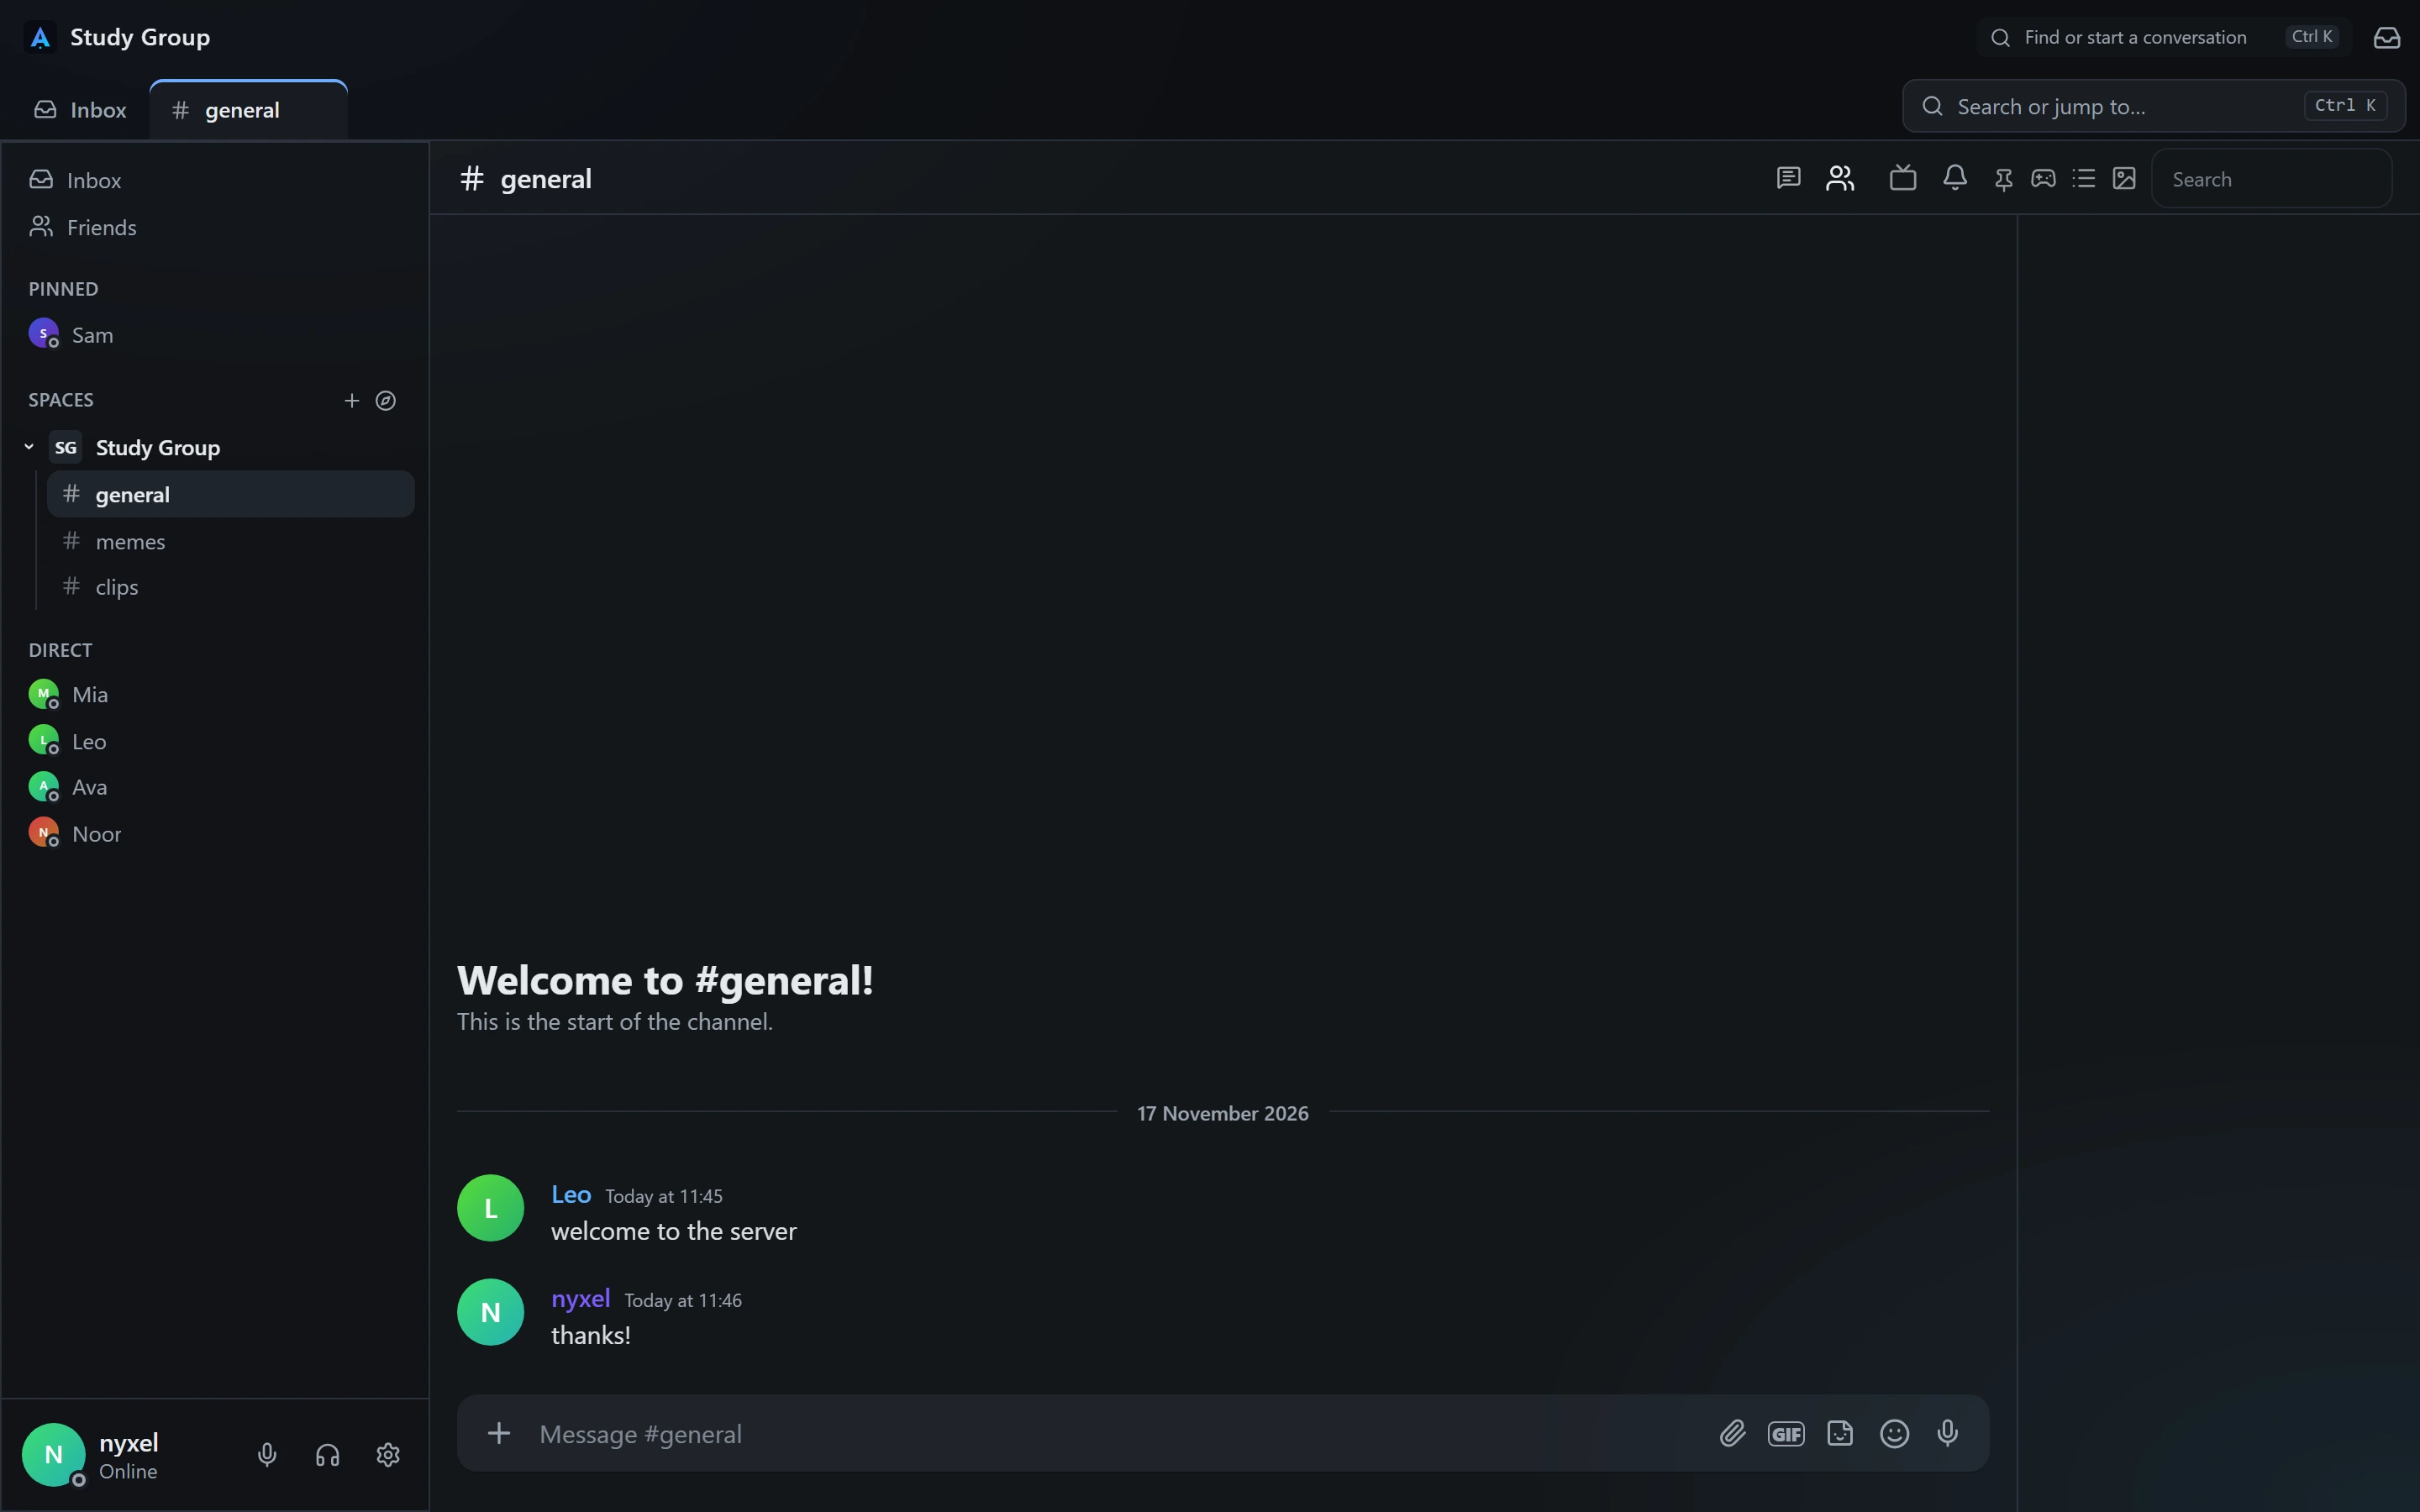 Study Group
Find or start a conversation
Ctrl K
Inbox
# general
Search or jump to...
Ctrl K
Inbox
Friends
PINNED
S
Sam
SPACES
SG
Study Group
# general
# memes
# clips
DIRECT
M
Mia
L
Leo
A
Ava
N
Noor
N
nyxel
Online
# general
Search
Welcome to #general!
This is the start of the channel.
17 November 2026
L
Leo Today at 11:45
welcome to the server
N
nyxel Today at 11:46
thanks!
Message #general
GIF